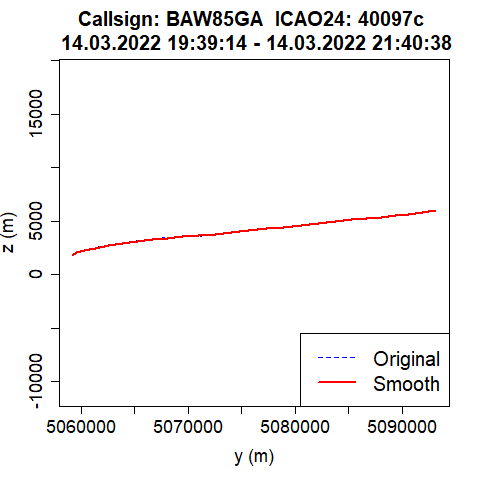 Callsign: BAW85GA  ICAO24: 40097c
14.03.2022 19:39:14 - 14.03.2022 21:40:38
z (m)
15000
5000
0
-10000
Original
Smooth
5060000 5070000 5080000 5090000
y (m)